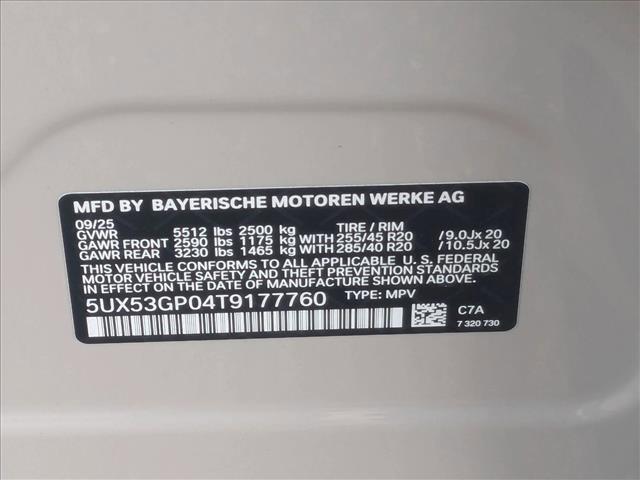 MFD BY BAYERISCHE MOTOREN WERKE AG
09/25
GVWR 5512 lbs 2500 kg TIRE / RIM
GAWR FRONT 2590 lbs 1175 kg WITH 255/45 R20 /9.0Jx 20
GAWR REAR 3230 lbs 1465 kg WITH 285/40 R20 /10.5Jx 20
THIS VEHICLE CONFORMS TO ALL APPLICABLE U. S. FEDERAL
MOTOR VEHICLE SAFETY, BUMPER, AND THEFT PREVENTION
STANDARDS IN EFFECT ON THE DATE OF MANUFACTURE SHOWN ABOVE.
5UX53GP04T9177760 TYPE: MPV
C7A
7 320 730